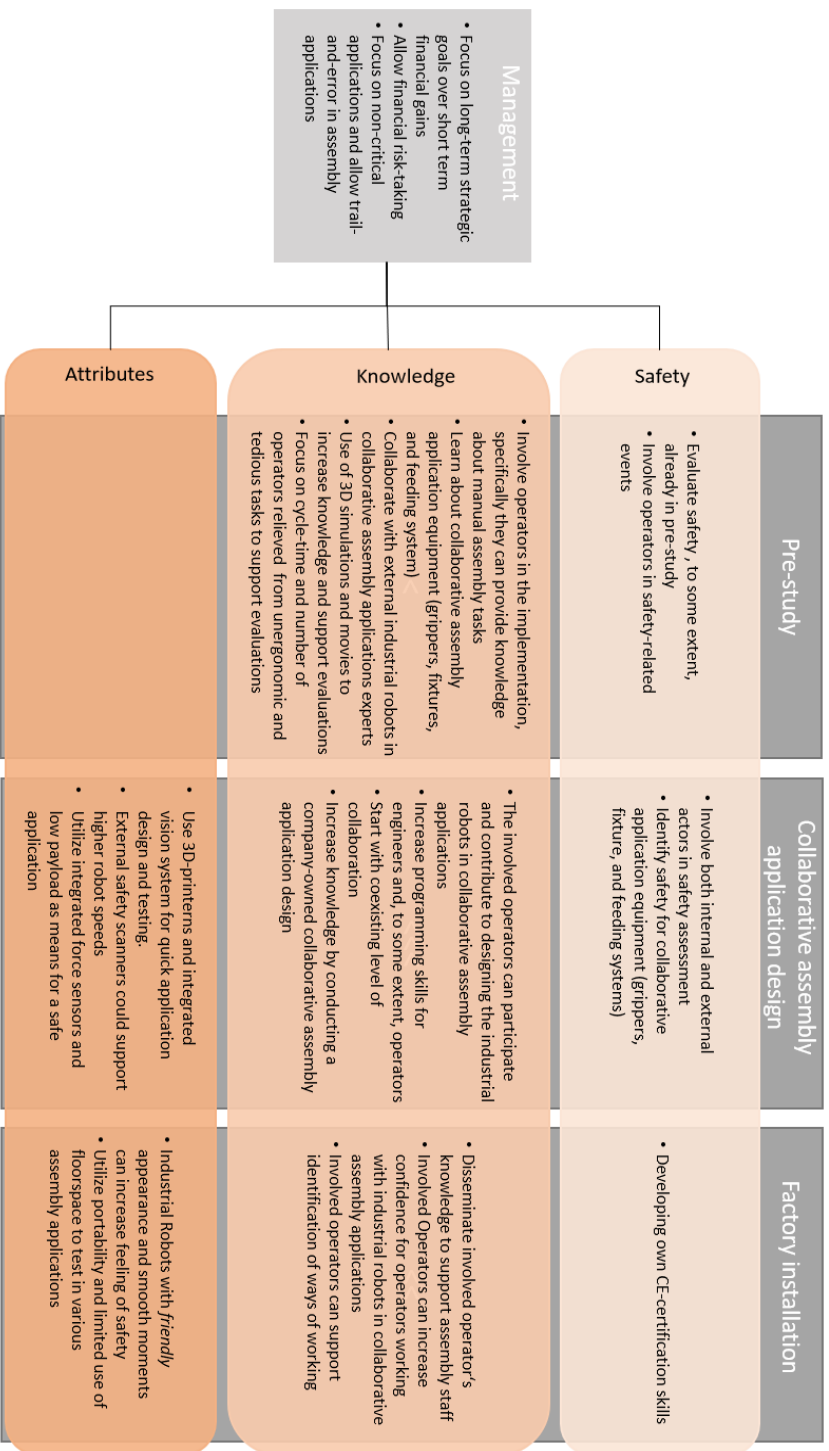 Management
• Focus on long-term strategic
goals over short term
financial gains
• Allow financial risk-taking
• Focus on non-critical
applications and allow trail-
and-error in assembly
applications
Pre-study
Collaborative assembly
application design
Factory installation
Safety
• Evaluate safety , to some extent,
already in pre-study
• Involve operators in safety-related
events
• Involve both internal and external
actors in safety assessment
• Identify safety for collaborative
application equipment (grippers,
fixture, and feeding systems)
• Developing own CE-certification skills
Knowledge
• Involve operators in the implementation,
specifically they can provide knowledge
about manual assembly tasks
• Learn about collaborative assembly
application equipment (grippers, fixtures,
and feeding system)
• Collaborate with external industrial robots in
collaborative assembly applications experts
• Use of 3D simulations and movies to
increase knowledge and support evaluations
• Focus on cycle-time and number of
operators relieved from unergonomic and
tedious tasks to support evaluations
• The involved operators can participate
and contribute to designing the industrial
robots in collaborative assembly
applications
• Increase programming skills for
engineers and, to some extent, operators
• Start with coexisting level of
collaboration
• Increase knowledge by conducting a
company-owned collaborative assembly
application design
• Disseminate involved operator's
knowledge to support assembly staff
• Involved Operators can increase
confidence for operators working
with industrial robots in collaborative
assembly applications
• Involved operators can support
identification of ways of working
Attributes
• Use 3D-printerns and integrated
vision system for quick application
design and testing.
• External safety scanners could support
higher robot speeds
• Utilize integrated force sensors and
low payload as means for a safe
application
• Industrial Robots with friendly
appearance and smooth moments
can increase feeling of safety
• Utilize portability and limited use of
floorspace to test in various
assembly applications